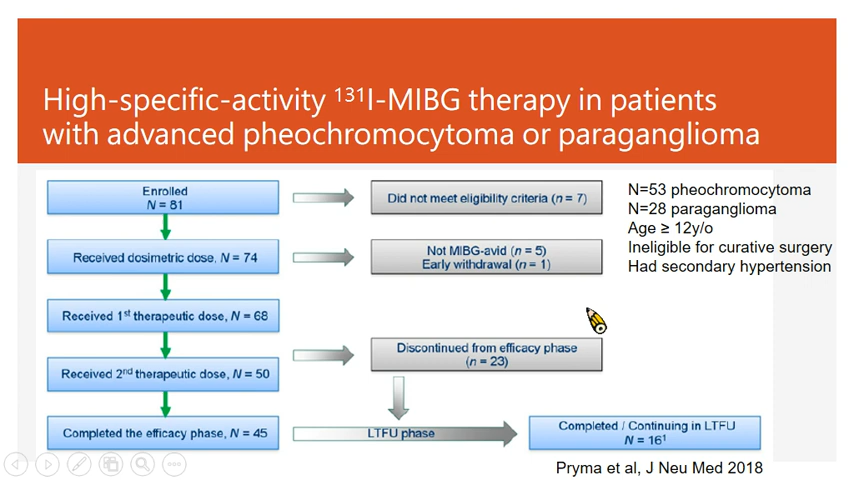 High-specific-activity ¹³¹I-MIBG therapy in patients
with advanced pheochromocytoma or paraganglioma
Enrolled
N = 81
Did not meet eligibility criteria (n = 7)
N=53 pheochromocytoma
N=28 paraganglioma
Age ≥ 12y/o
Ineligible for curative surgery
Had secondary hypertension
Received dosimetric dose, N = 74
Not MIBG-avid (n = 5)
Early withdrawal (n = 1)
Received 1st therapeutic dose, N = 68
Discontinued from efficacy phase
(n = 23)
Received 2nd therapeutic dose, N = 50
Completed the efficacy phase, N = 45
LTFU phase
Completed / Continuing in LTFU
N = 16¹
Pryma et al, J Neu Med 2018